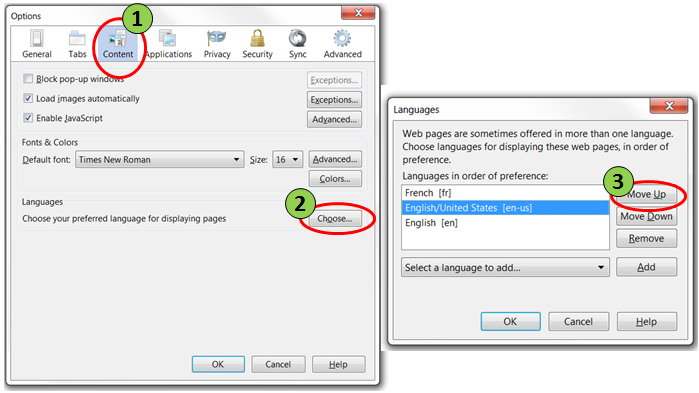 Options
1
General Tabs Content Applications Privacy Security Sync Advanced
Block pop-up windows Exceptions...
Load images automatically Exceptions...
Enable JavaScript Advanced...
Fonts & Colors
Default font: Times New Roman Size: 16 Advanced...
Colors...
Languages
2
Choose your preferred language for displaying pages Choose...
OK Cancel Help
Languages
Web pages are sometimes offered in more than one language.
Choose languages for displaying these web pages, in order of
preference.
3
Languages in order of preference:
French [fr] Move Up
English/United States [en-us]
Move Down
English [en]
Remove
Select a language to add... Add
OK Cancel Help